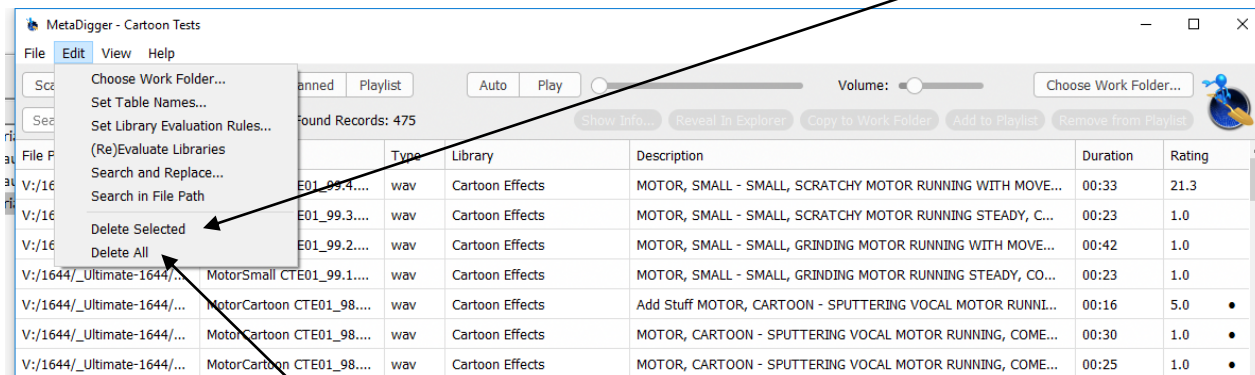 MetaDigger - Cartoon Tests
File Edit View Help
Choose Work Folder...
Set Table Names...
Set Library Evaluation Rules...
(Re)Evaluate Libraries
Search and Replace...
Search in File Path
Delete Selected
Delete All
Sca anned Playlist Auto Play Volume: Choose Work Folder...
Sea Found Records: 475 Show Info... Reveal In Explorer Copy to Work Folder Add to Playlist Remove from Playlist
File P Type Library Description Duration Rating
V:/16 E01_99.4.... wav Cartoon Effects MOTOR, SMALL - SMALL, SCRATCHY MOTOR RUNNING WITH MOVE... 00:33 21.3
V:/16 E01_99.3.... wav Cartoon Effects MOTOR, SMALL - SMALL, SCRATCHY MOTOR RUNNING STEADY, C... 00:23 1.0
V:/16 E01_99.2.... wav Cartoon Effects MOTOR, SMALL - SMALL, GRINDING MOTOR RUNNING WITH MOVE... 00:42 1.0
V:/1644/_Ultimate-1644/... MotorSmall CTE01_99.1.... wav Cartoon Effects MOTOR, SMALL - SMALL, GRINDING MOTOR RUNNING STEADY, CO... 00:23 1.0
V:/1644/_Ultimate-1644/... MotorCartoon CTE01_98.... wav Cartoon Effects Add Stuff MOTOR, CARTOON - SPUTTERING VOCAL MOTOR RUNNI... 00:16 5.0 •
V:/1644/_Ultimate-1644/... MotorCartoon CTE01_98.... wav Cartoon Effects MOTOR, CARTOON - SPUTTERING VOCAL MOTOR RUNNING, COME... 00:30 1.0 •
V:/1644/_Ultimate-1644/... MotorCartoon CTE01_98.... wav Cartoon Effects MOTOR, CARTOON - SPUTTERING VOCAL MOTOR RUNNING, COME... 00:25 1.0 •